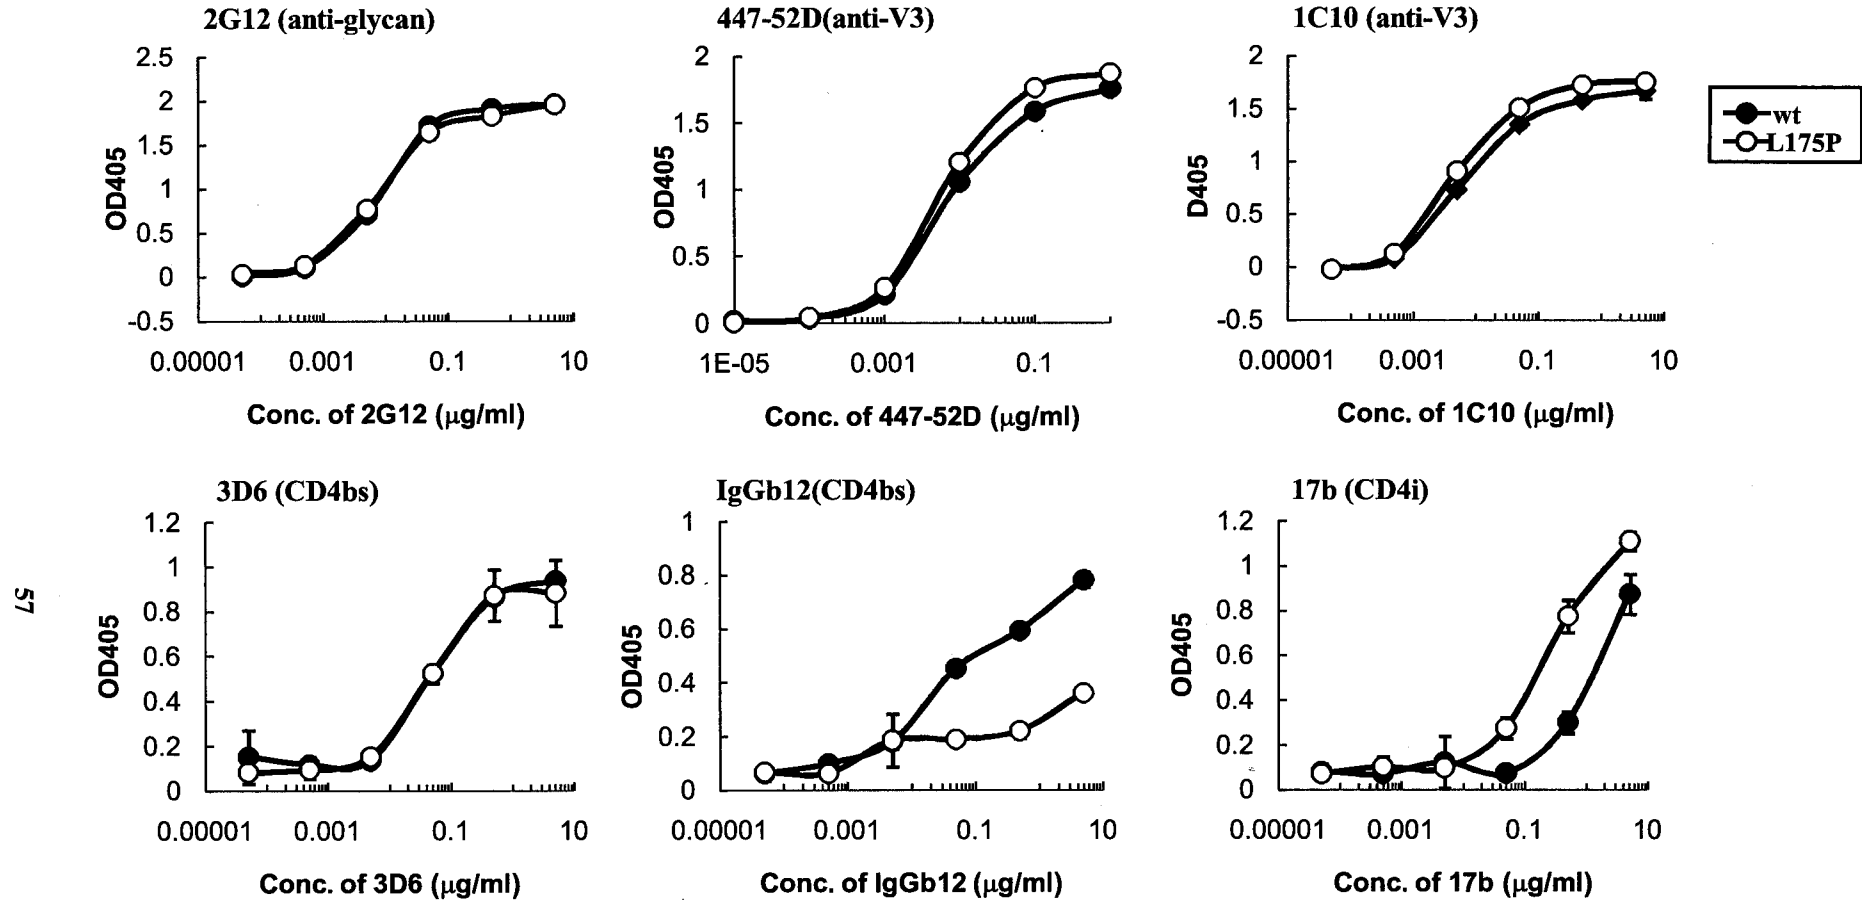 2G12 (anti-glycan)
2.5
2
1.5
1
0.5
0
-0.5
OD405
0.00001 0.001 0.1 10
Conc. of 2G12 (μg/ml)
447-52D(anti-V3)
2
1.5
1
0.5
0
OD405
1E-05 0.001 0.1
Conc. of 447-52D (μg/ml)
1C10 (anti-V3)
2
1.5
1
0.5
0
-0.5
D405
0.00001 0.001 0.1 10
Conc. of 1C10 (μg/ml)
wt
L175P
3D6 (CD4bs)
1.2
1
0.8
0.6
0.4
0.2
0
OD405
0.00001 0.001 0.1 10
Conc. of 3D6 (μg/ml)
IgGb12(CD4bs)
1
0.8
0.6
0.4
0.2
0
OD405
0.00001 0.001 0.1 10
Conc. of IgGb12 (μg/ml)
17b (CD4i)
1.2
1
0.8
0.6
0.4
0.2
0
OD405
0.00001 0.001 0.1 10
Conc. of 17b (μg/ml)
57